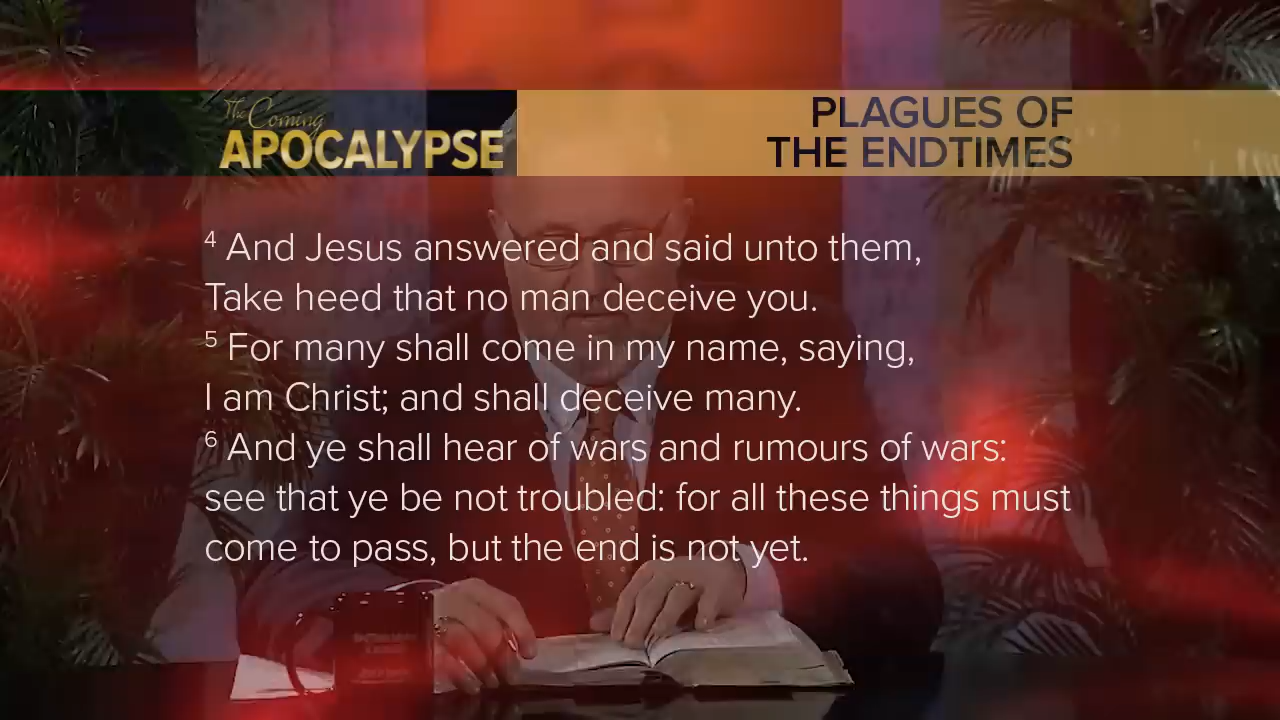 The Coming
APOCALYPSE
PLAGUES OF
THE ENDTIMES
4 And Jesus answered and said unto them,
Take heed that no man deceive you.
5 For many shall come in my name, saying,
I am Christ; and shall deceive many.
6 And ye shall hear of wars and rumours of wars:
see that ye be not troubled: for all these things must
come to pass, but the end is not yet.